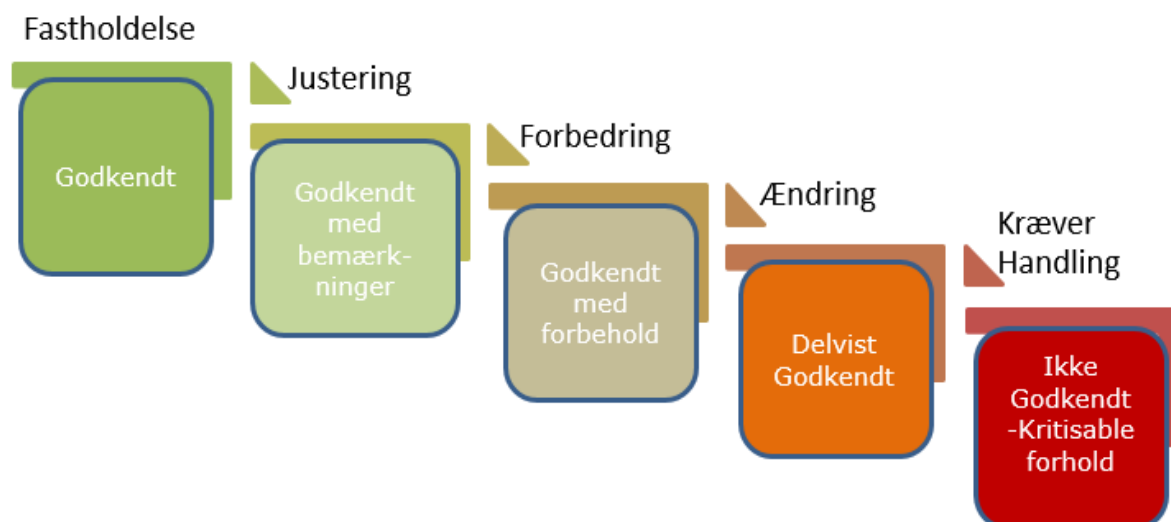 Fastholdelse
Godkendt
Justering
Godkendt
med
bemærk-
ninger
Forbedring
Godkendt
med
forbehold
Ændring
Delvist
Godkendt
Kræver
Handling
Ikke
Godkendt
-Kritisable
forhold